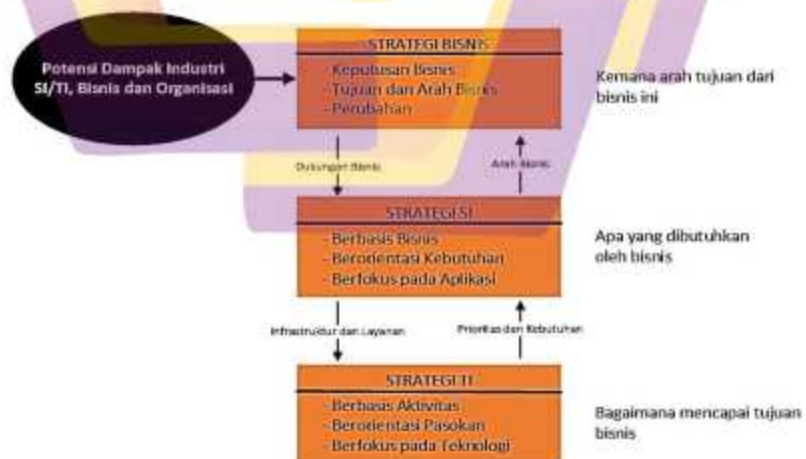 Potensi Dampak Industri
SI/TI, Bisnis dan Organisasi
STRATEGI BISNIS
- Keputusan Bisnis
- Tujuan dan Arah Bisnis
- Perubahan
Kemana arah tujuan dari
bisnis ini
Dukungan Bisnis
Arah Bisnis
STRATEGI SI
- Berbasis Bisnis
- Berorientasi Kebutuhan
- Berfokus pada Aplikasi
Apa yang dibutuhkan
oleh bisnis
Infrastruktur dan Layanan
Prioritas dan Kebutuhan
STRATEGI TI
- Berbasis Aktivitas
- Berorientasi Pasokan
- Berfokus pada Teknologi
Bagaimana mencapai tujuan
bisnis